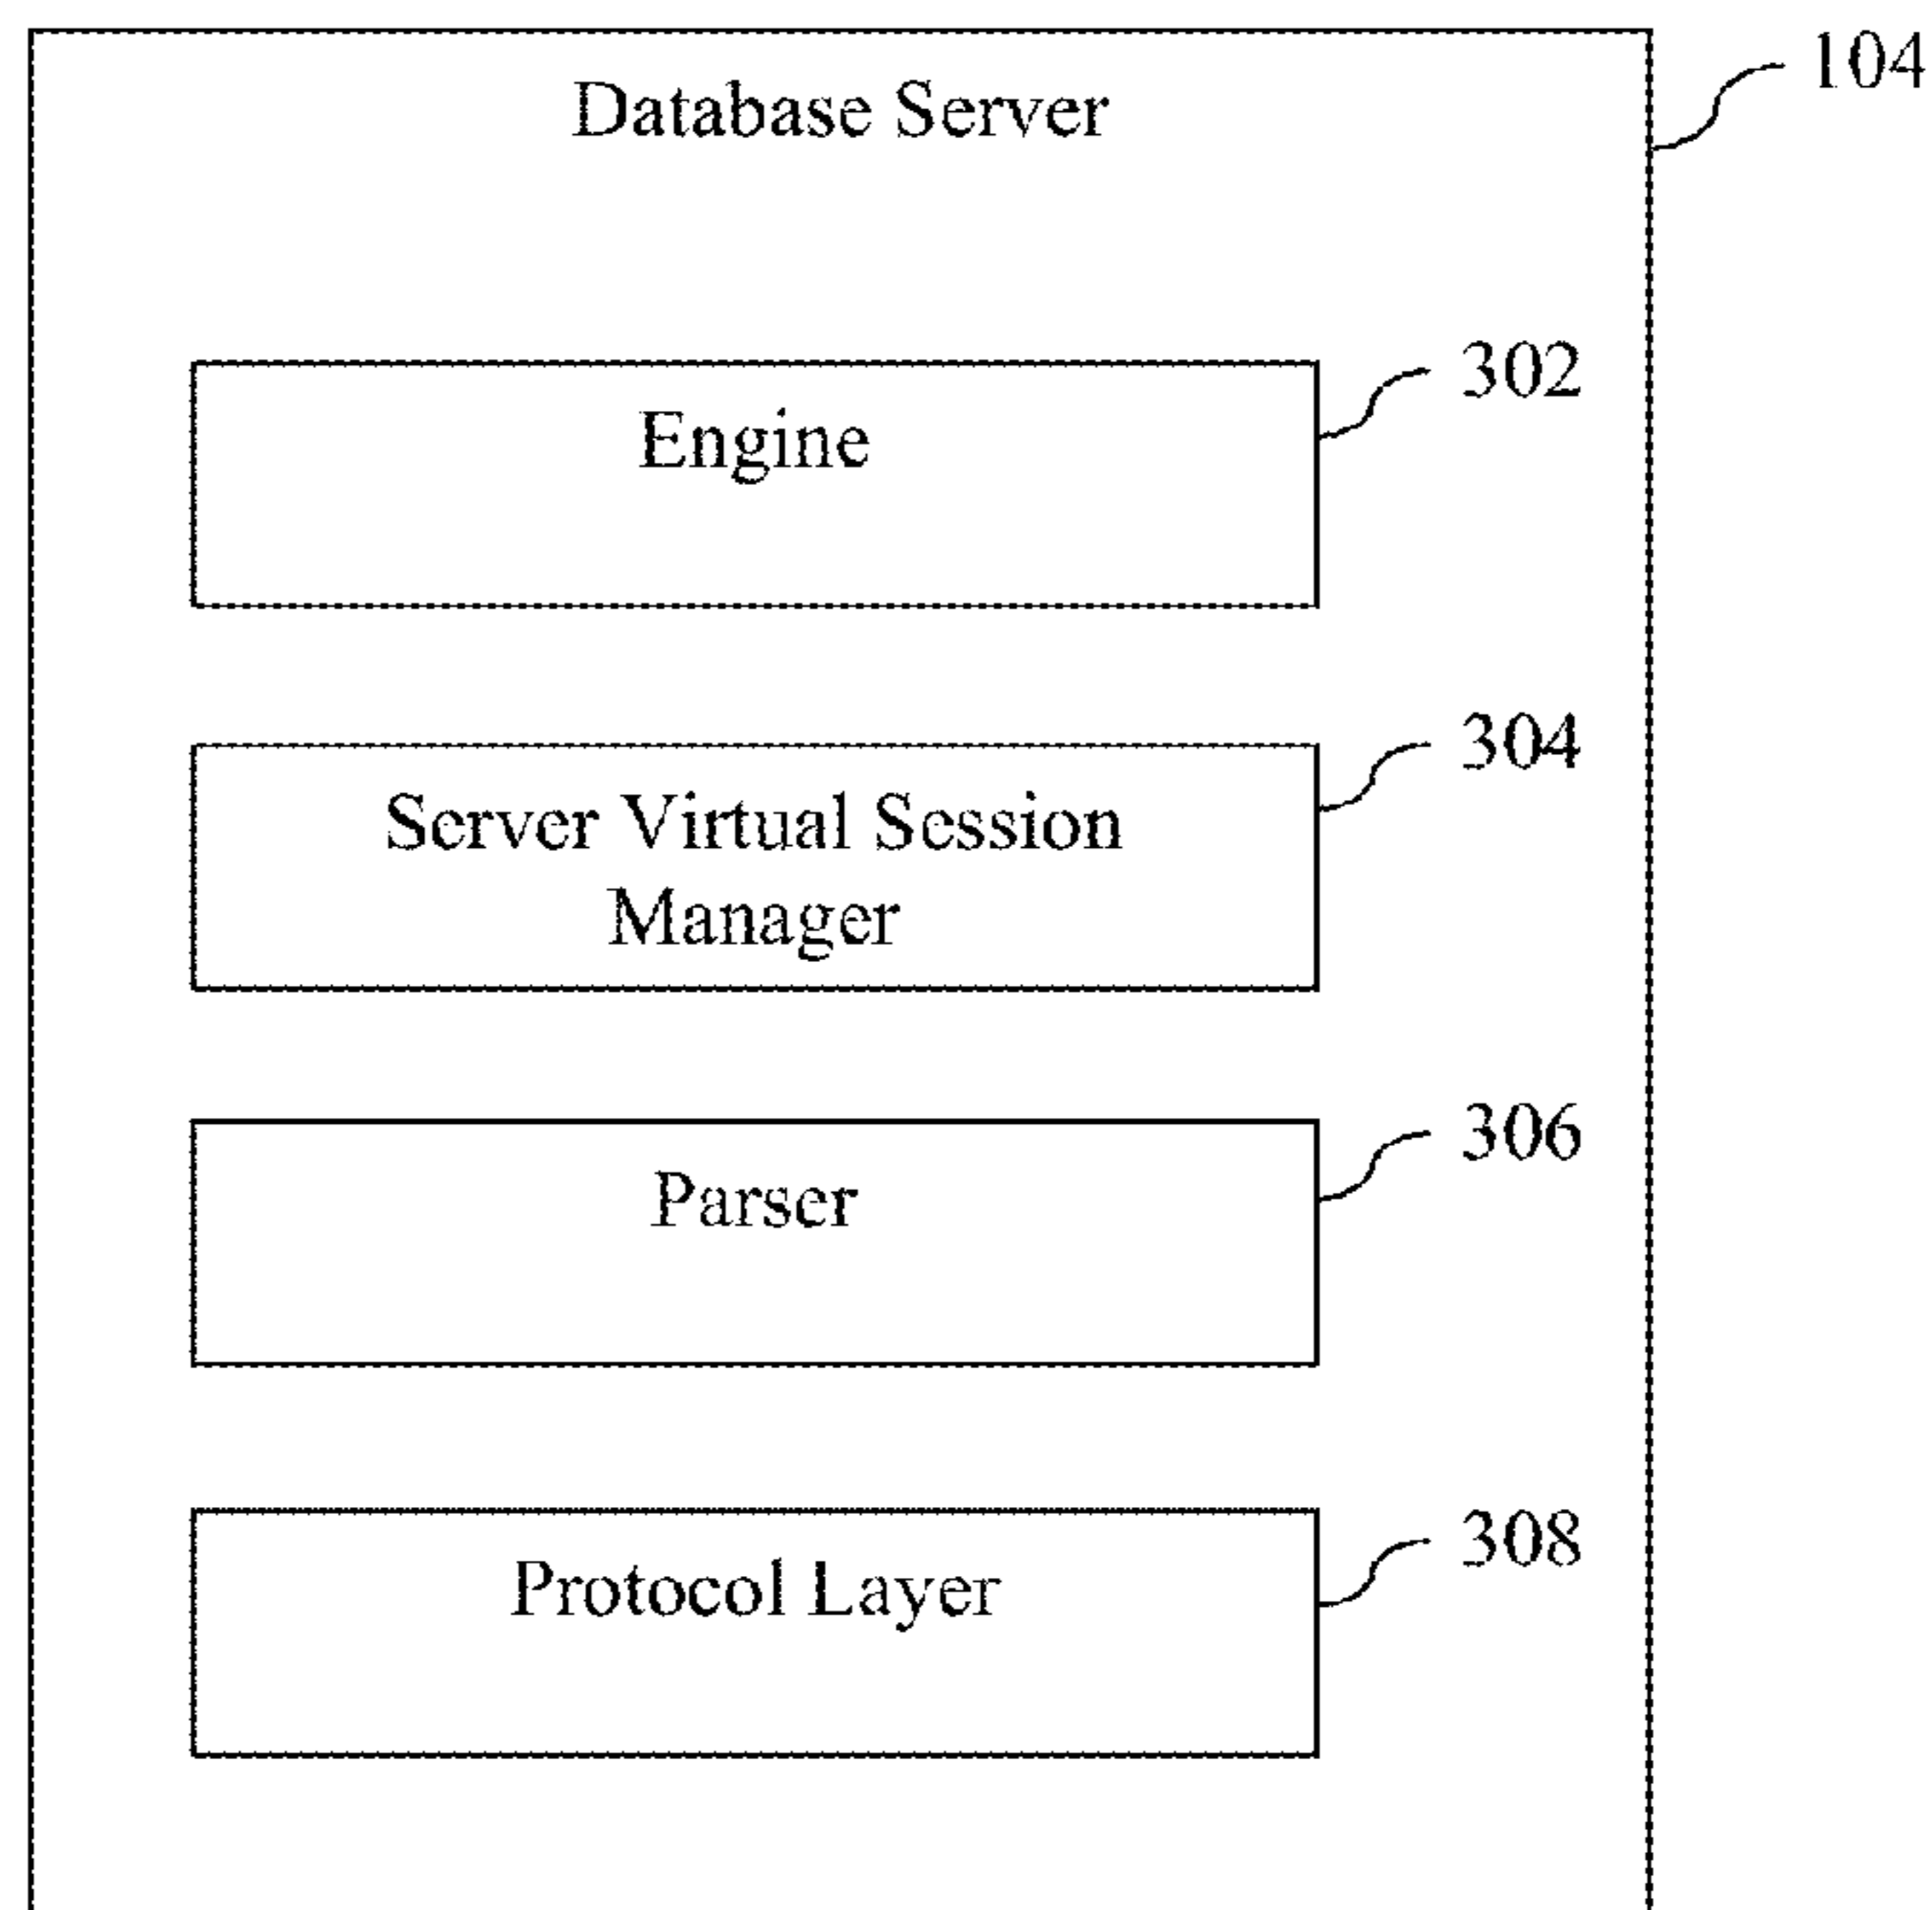 104
Database Server
302
Engine
304
Server Virtual Session
Manager
306
Parser
308
Protocol Layer